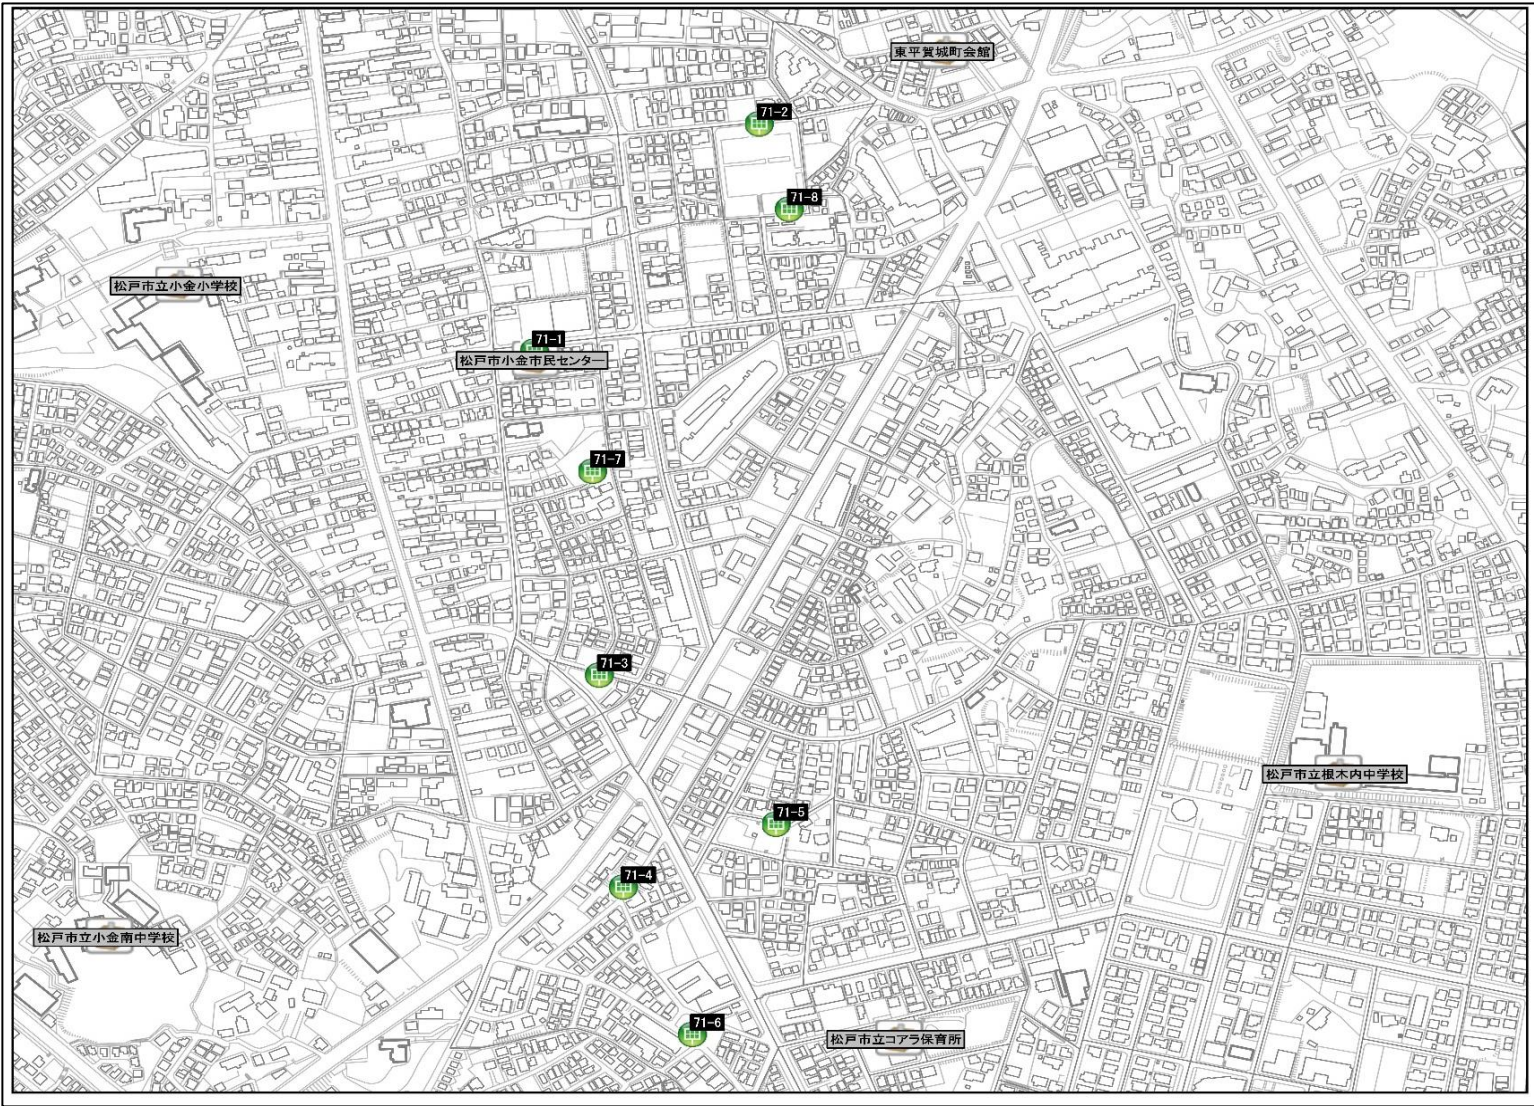 東平賀城町会館
71-2
71-8
松戸市立小金小学校
71-1
松戸市小金市民センター
71-7
71-3
松戸市立根木内中学校
71-5
71-4
松戸市立小金南中学校
71-6
松戸市立コアラ保育所